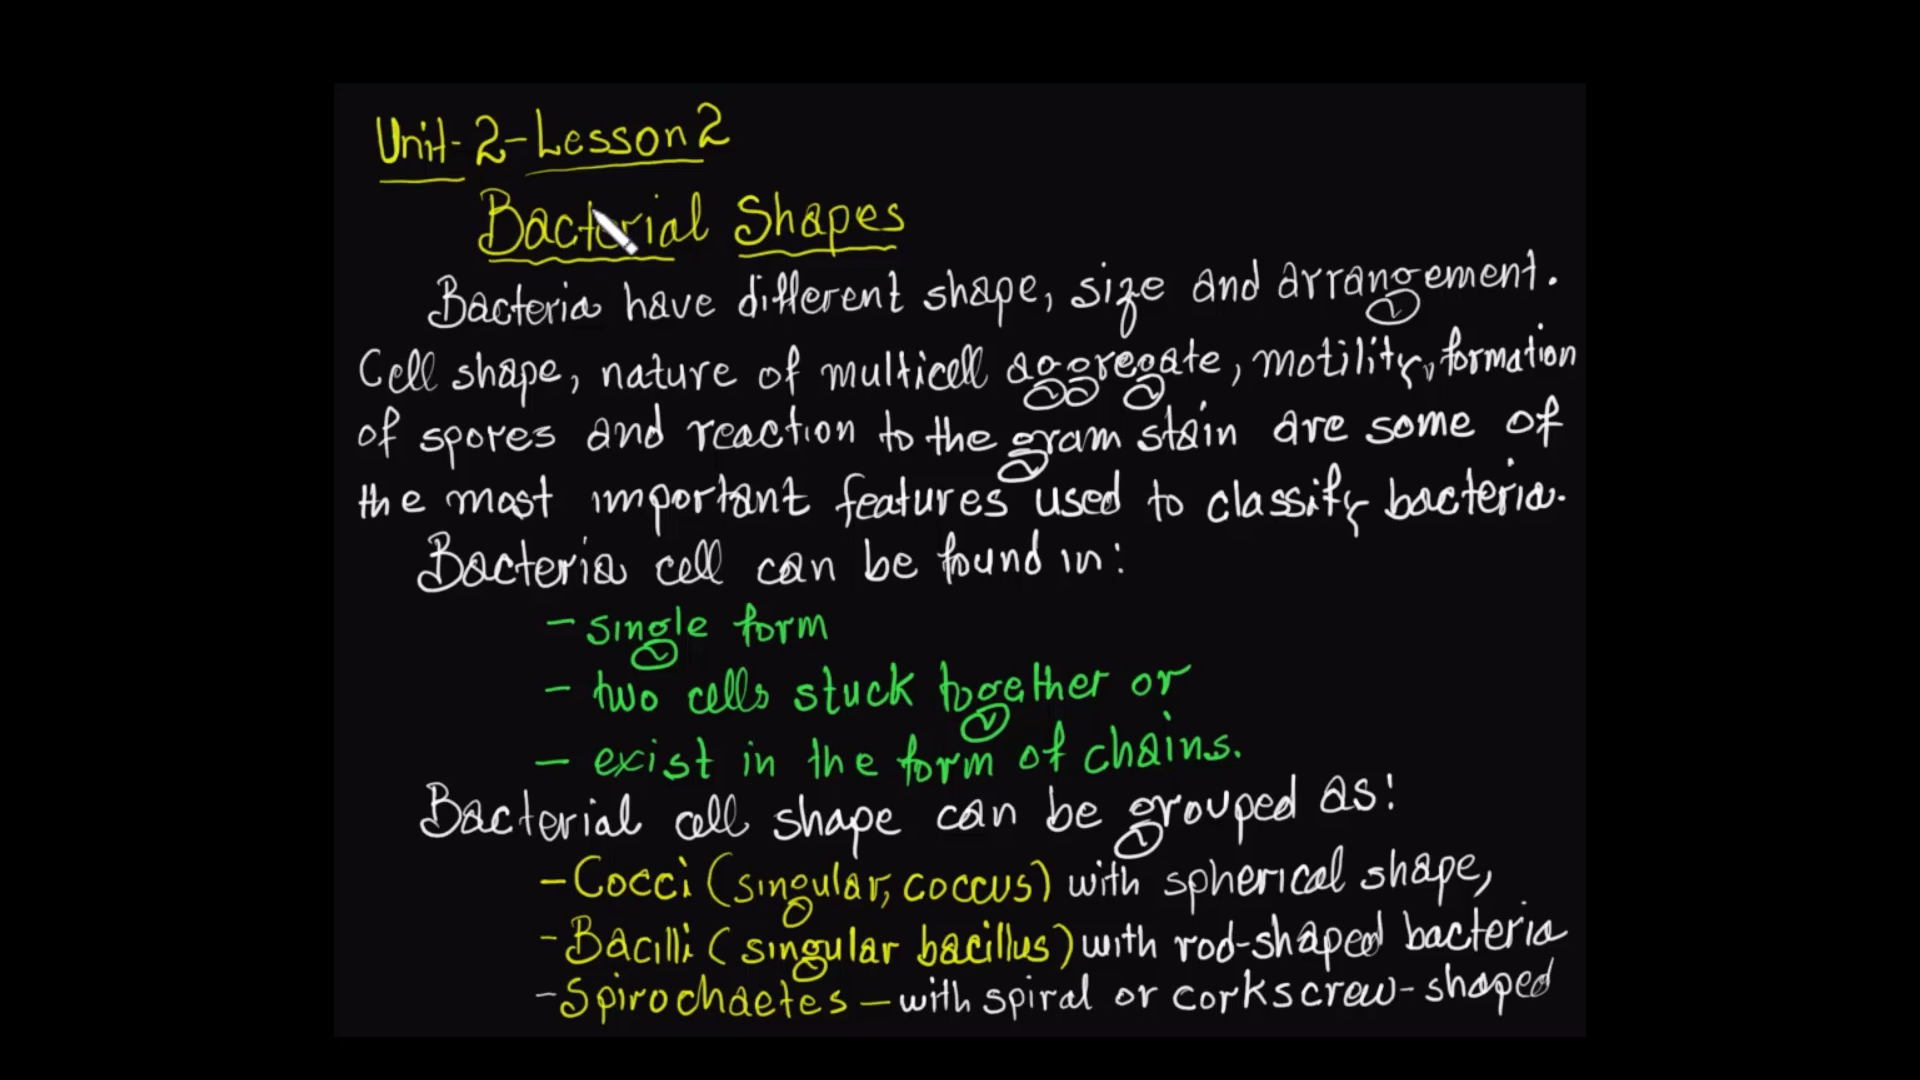 Unit-2-Lesson 2
Bacterial Shapes
Bacteria have different shape, size and arrangement.
Cell shape, nature of multicell aggregate, motility, formation
of spores and reaction to the gram stain are some of
the most important features used to classify bacteria.
Bacteria cell can be found in:
- single form
- two cells stuck together or
- exist in the form of chains.
Bacterial cell shape can be grouped as:
- Cocci (singular, coccus) with spherical shape,
- Bacilli (singular bacillus) with rod-shaped bacteria
- Spirochaetes - with spiral or corkscrew-shaped